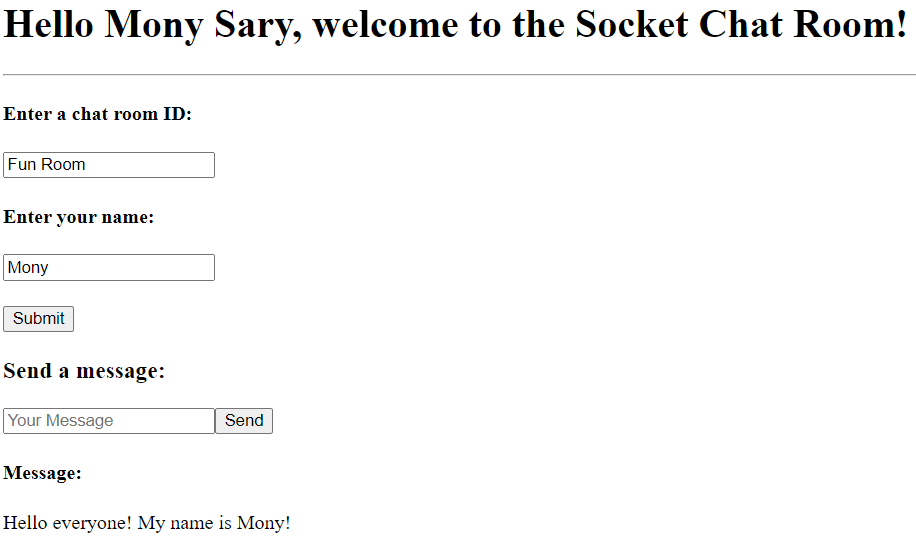 Hello Mony Sary, welcome to the Socket Chat Room!
Enter a chat room ID:
Fun Room
Enter your name:
Mony
Submit
Send a message:
Your Message Send
Message:
Hello everyone! My name is Mony!